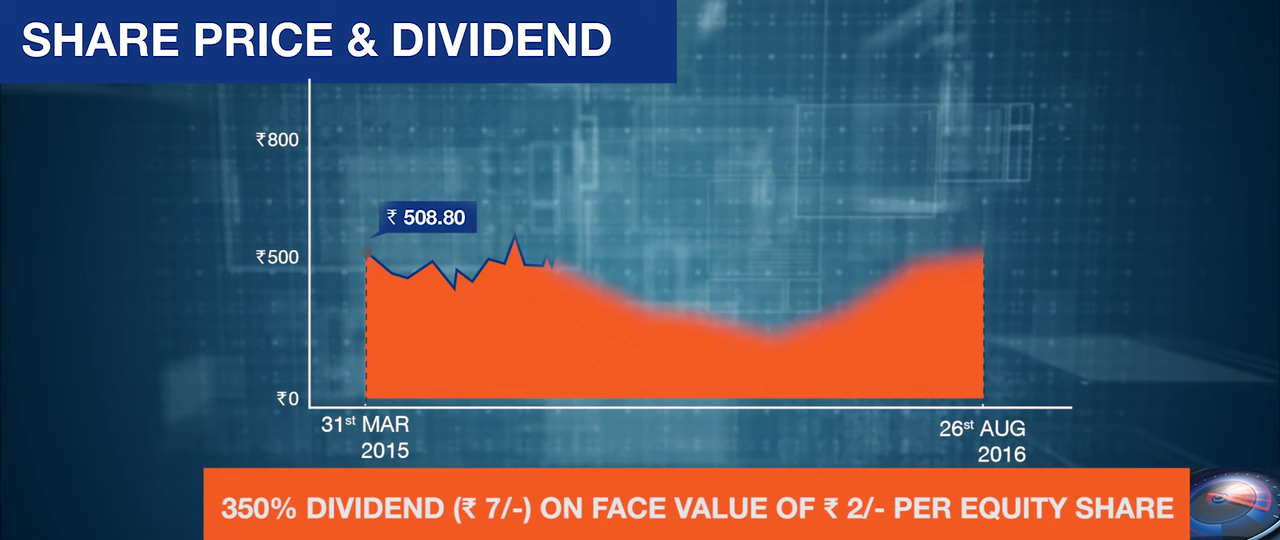 SHARE PRICE & DIVIDEND
₹800
₹ 508.80
₹500
₹0
31st MAR
2015
26st AUG
2016
350% DIVIDEND (₹ 7/-) ON FACE VALUE OF ₹ 2/- PER EQUITY SHARE